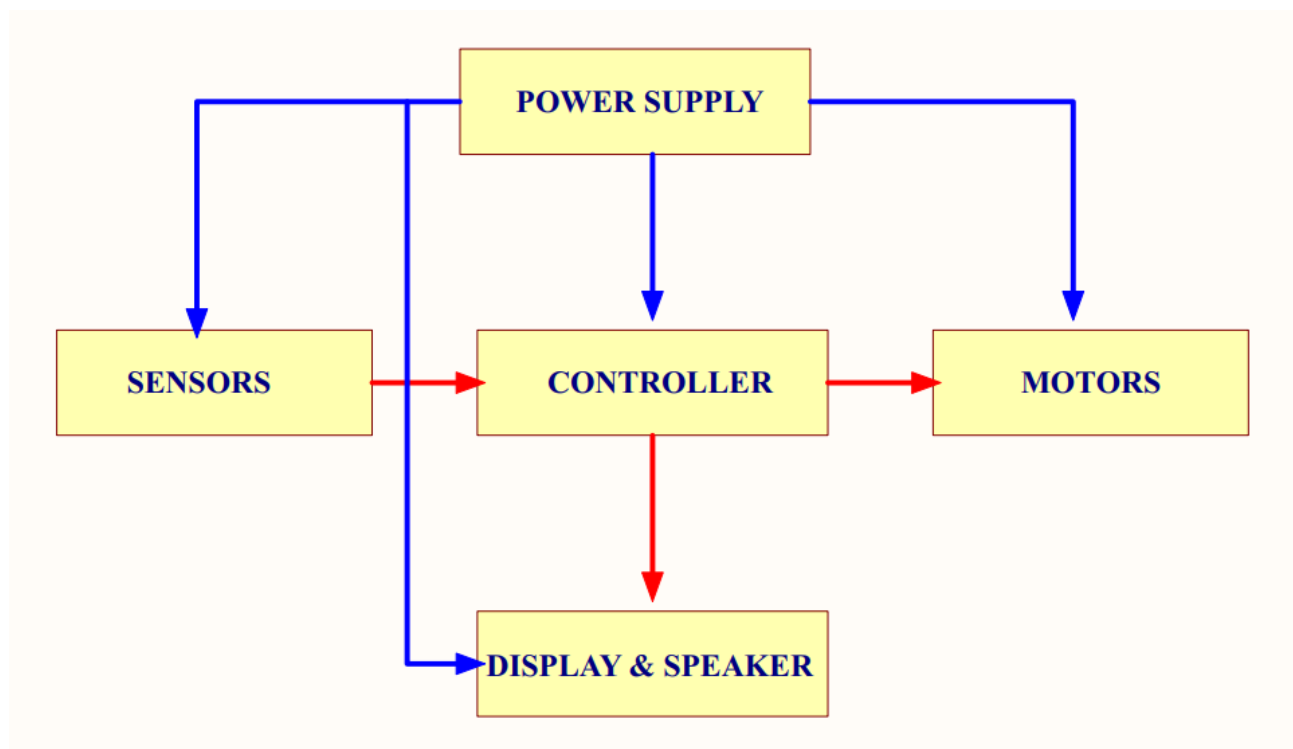 POWER SUPPLY
SENSORS
CONTROLLER
MOTORS
DISPLAY & SPEAKER